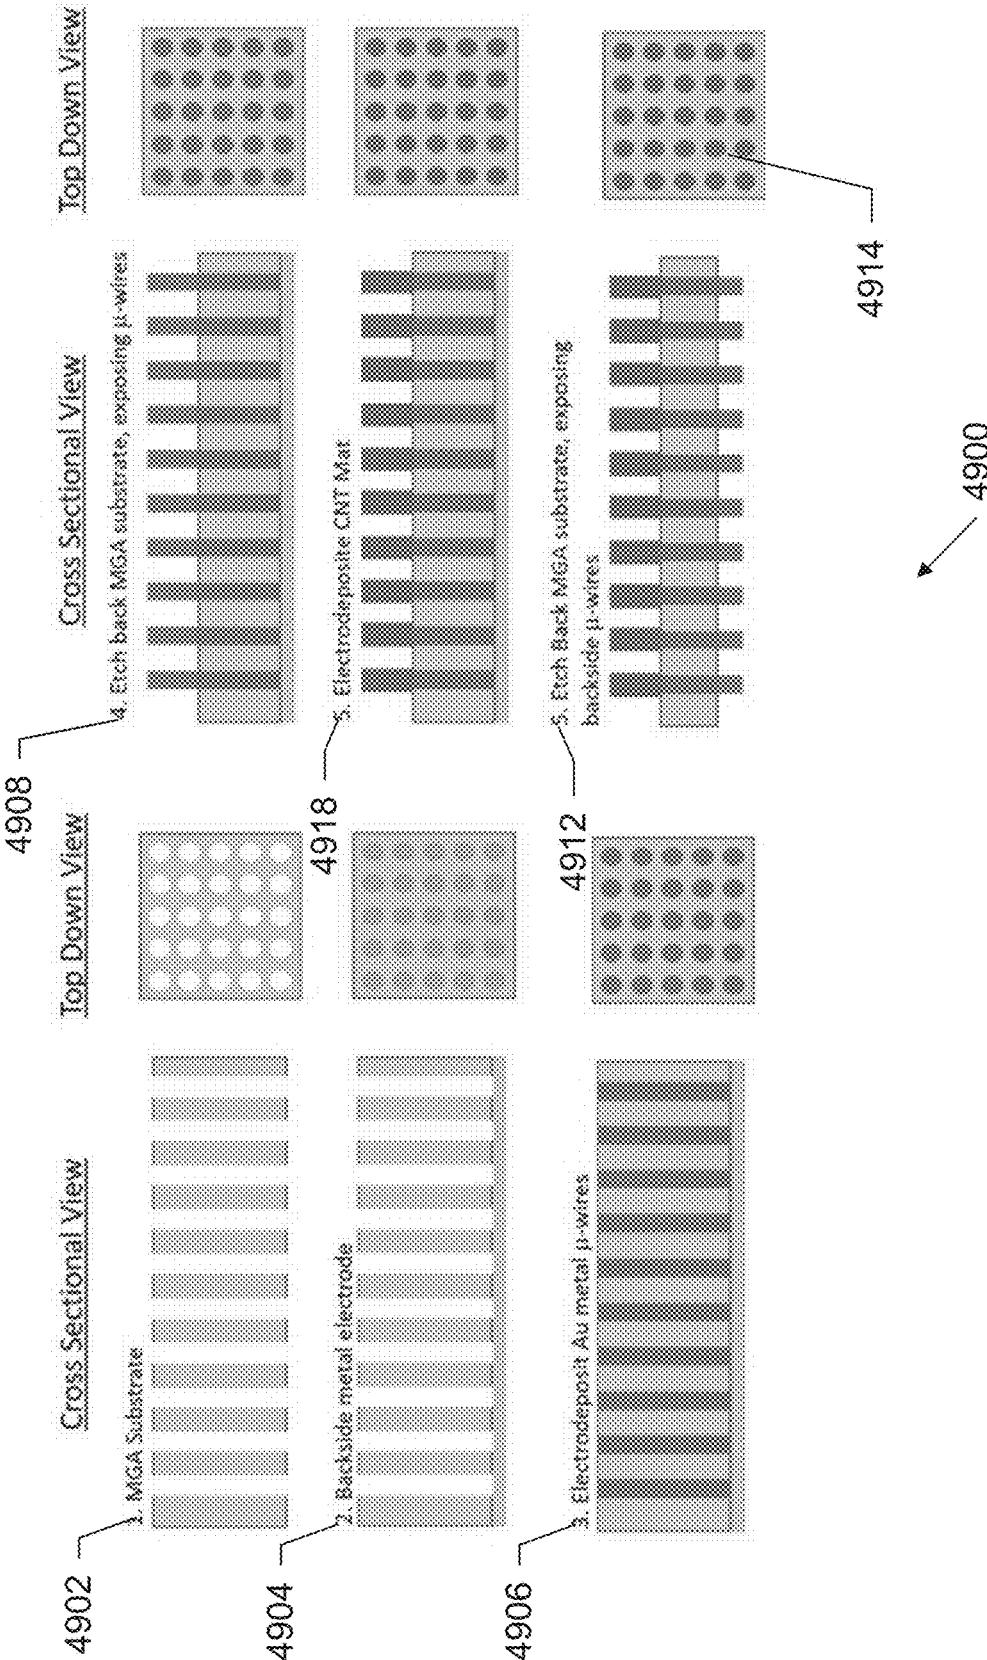 Cross Sectional View
Top Down View
4902
1. MGA Substrate
4904
2. Backside metal electrode
4906
3. Electrodeposit Au metal µ-wires
Cross Sectional View
Top Down View
4908
4. Etch back MGA substrate, exposing µ-wires
4918
5. Electrodeposite CNT Mat
4912
5. Etch Back MGA substrate, exposing
backside µ-wires
4914
4900